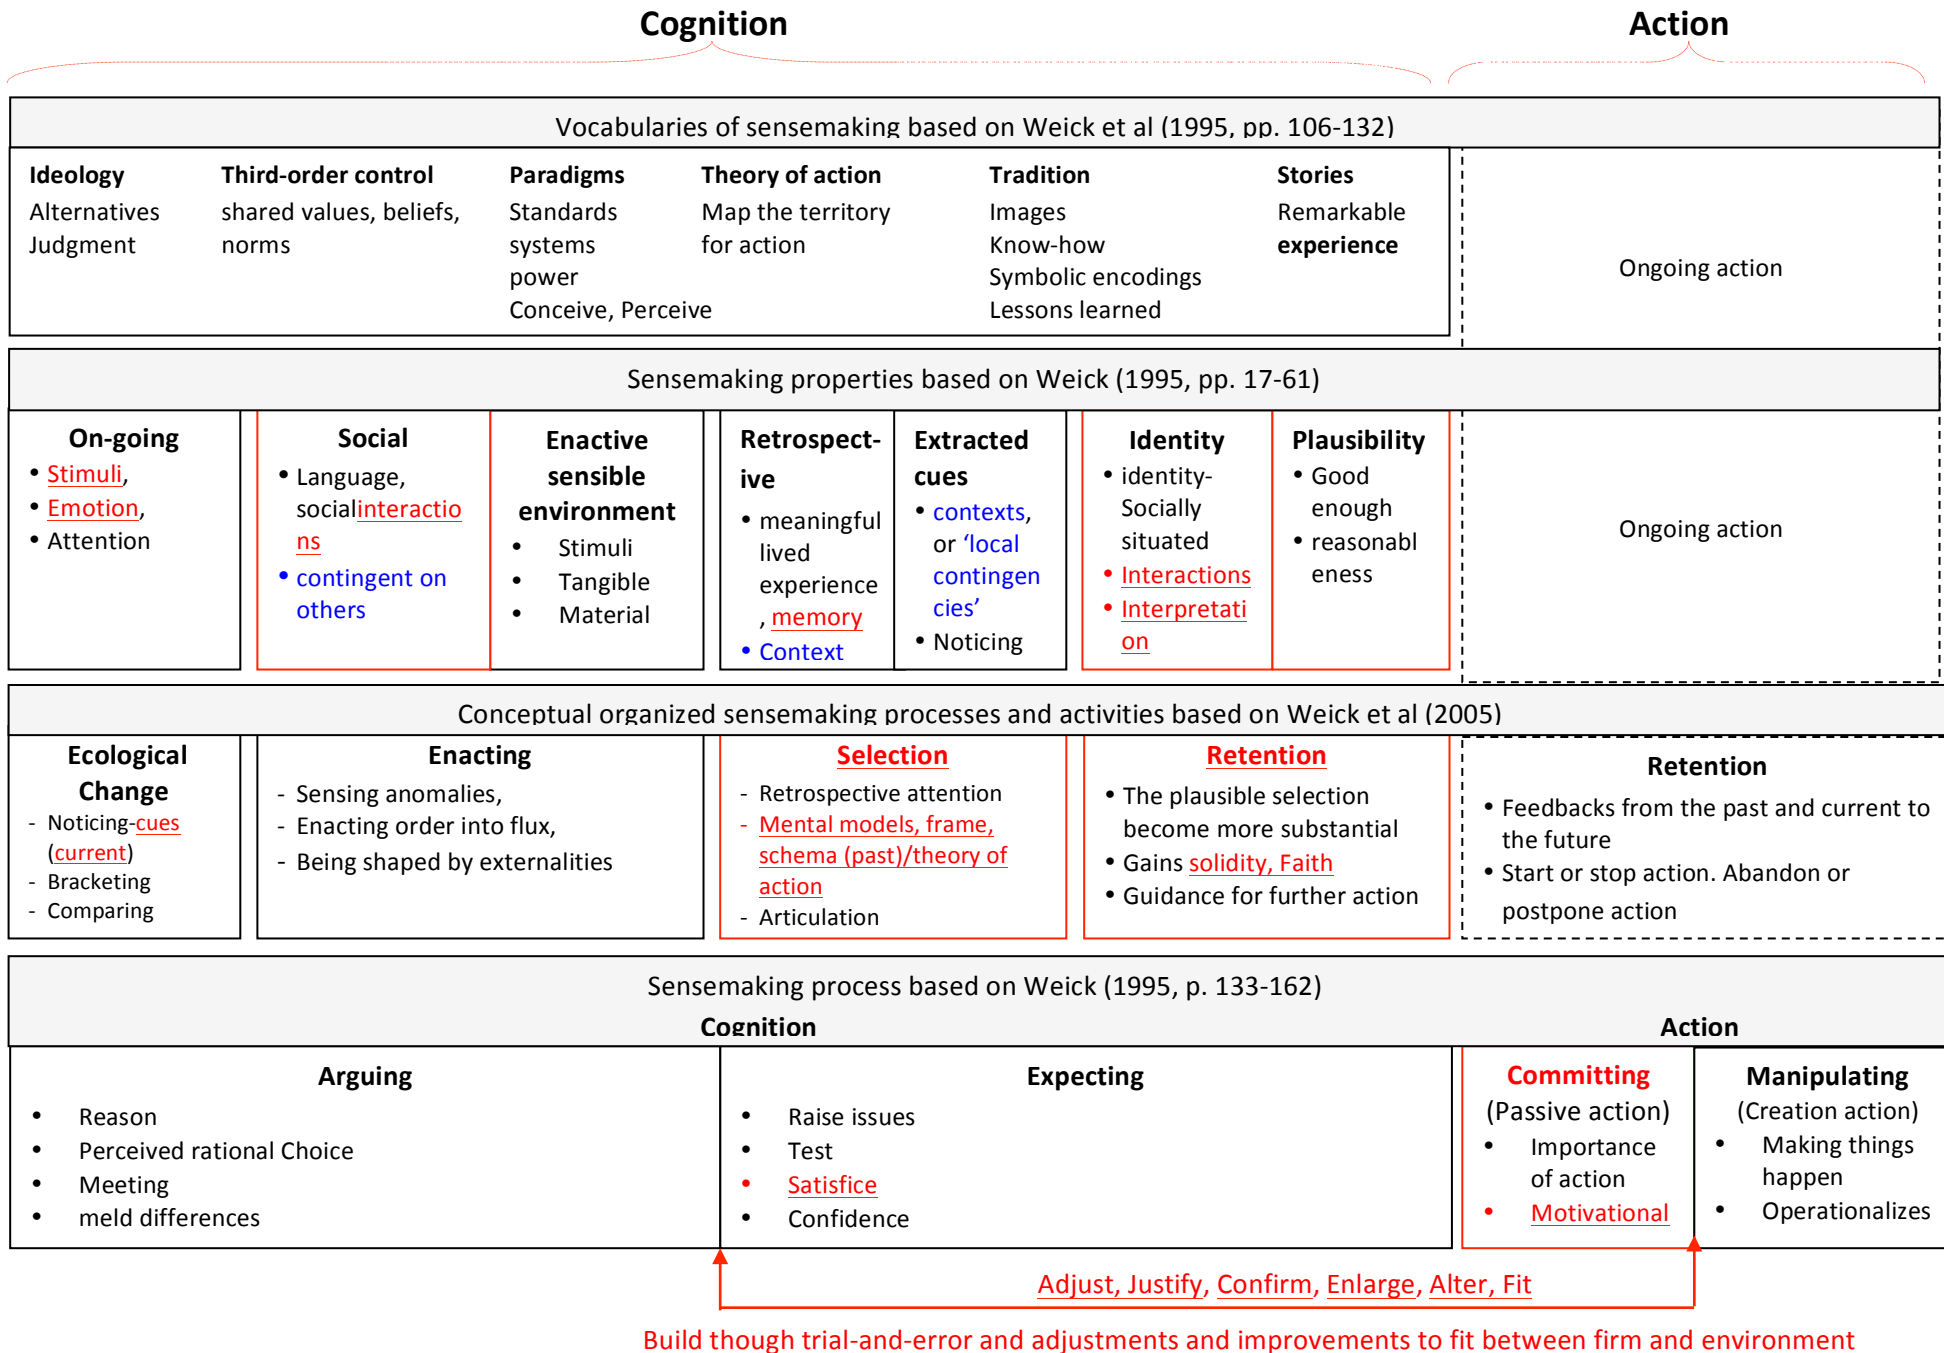 Cognition
Action
Vocabularies of sensemaking based on Weick et al (1995, pp. 106-132)
Ideology
Alternatives
Judgment
Third-order control
shared values, beliefs,
norms
Paradigms
Standards
systems
power
Conceive, Perceive
Theory of action
Map the territory
for action
Tradition
Images
Know-how
Symbolic encodings
Lessons learned
Stories
Remarkable
experience
Ongoing action
Sensemaking properties based on Weick (1995, pp. 17-61)
On-going
• Stimuli,
• Emotion,
• Attention
Social
• Language,
socialinteractio
ns
• contingent on
others
Enactive
sensible
environment
• Stimuli
• Tangible
• Material
Retrospect-
ive
• meaningful
lived
experience
, memory
• Context
Extracted
cues
• contexts,
or ‘local
contingen
cies’
• Noticing
Identity
• identity-
Socially
situated
• Interactions
• Interpretati
on
Plausibility
• Good
enough
• reasonabl
eness
Ongoing action
Conceptual organized sensemaking processes and activities based on Weick et al (2005)
Ecological
Change
- Noticing-cues
(current)
- Bracketing
- Comparing
Enacting
- Sensing anomalies,
- Enacting order into flux,
- Being shaped by externalities
Selection
- Retrospective attention
- Mental models, frame,
schema (past)/theory of
action
- Articulation
Retention
• The plausible selection
become more substantial
• Gains solidity, Faith
• Guidance for further action
Retention
• Feedbacks from the past and current to
the future
• Start or stop action. Abandon or
postpone action
Sensemaking process based on Weick (1995, p. 133-162)
Cognition
Action
Arguing
• Reason
• Perceived rational Choice
• Meeting
• meld differences
Expecting
• Raise issues
• Test
• Satisfice
• Confidence
Committing
(Passive action)
• Importance
of action
• Motivational
Manipulating
(Creation action)
• Making things
happen
• Operationalizes
Adjust, Justify, Confirm, Enlarge, Alter, Fit
Build though trial-and-error and adjustments and improvements to fit between firm and environment